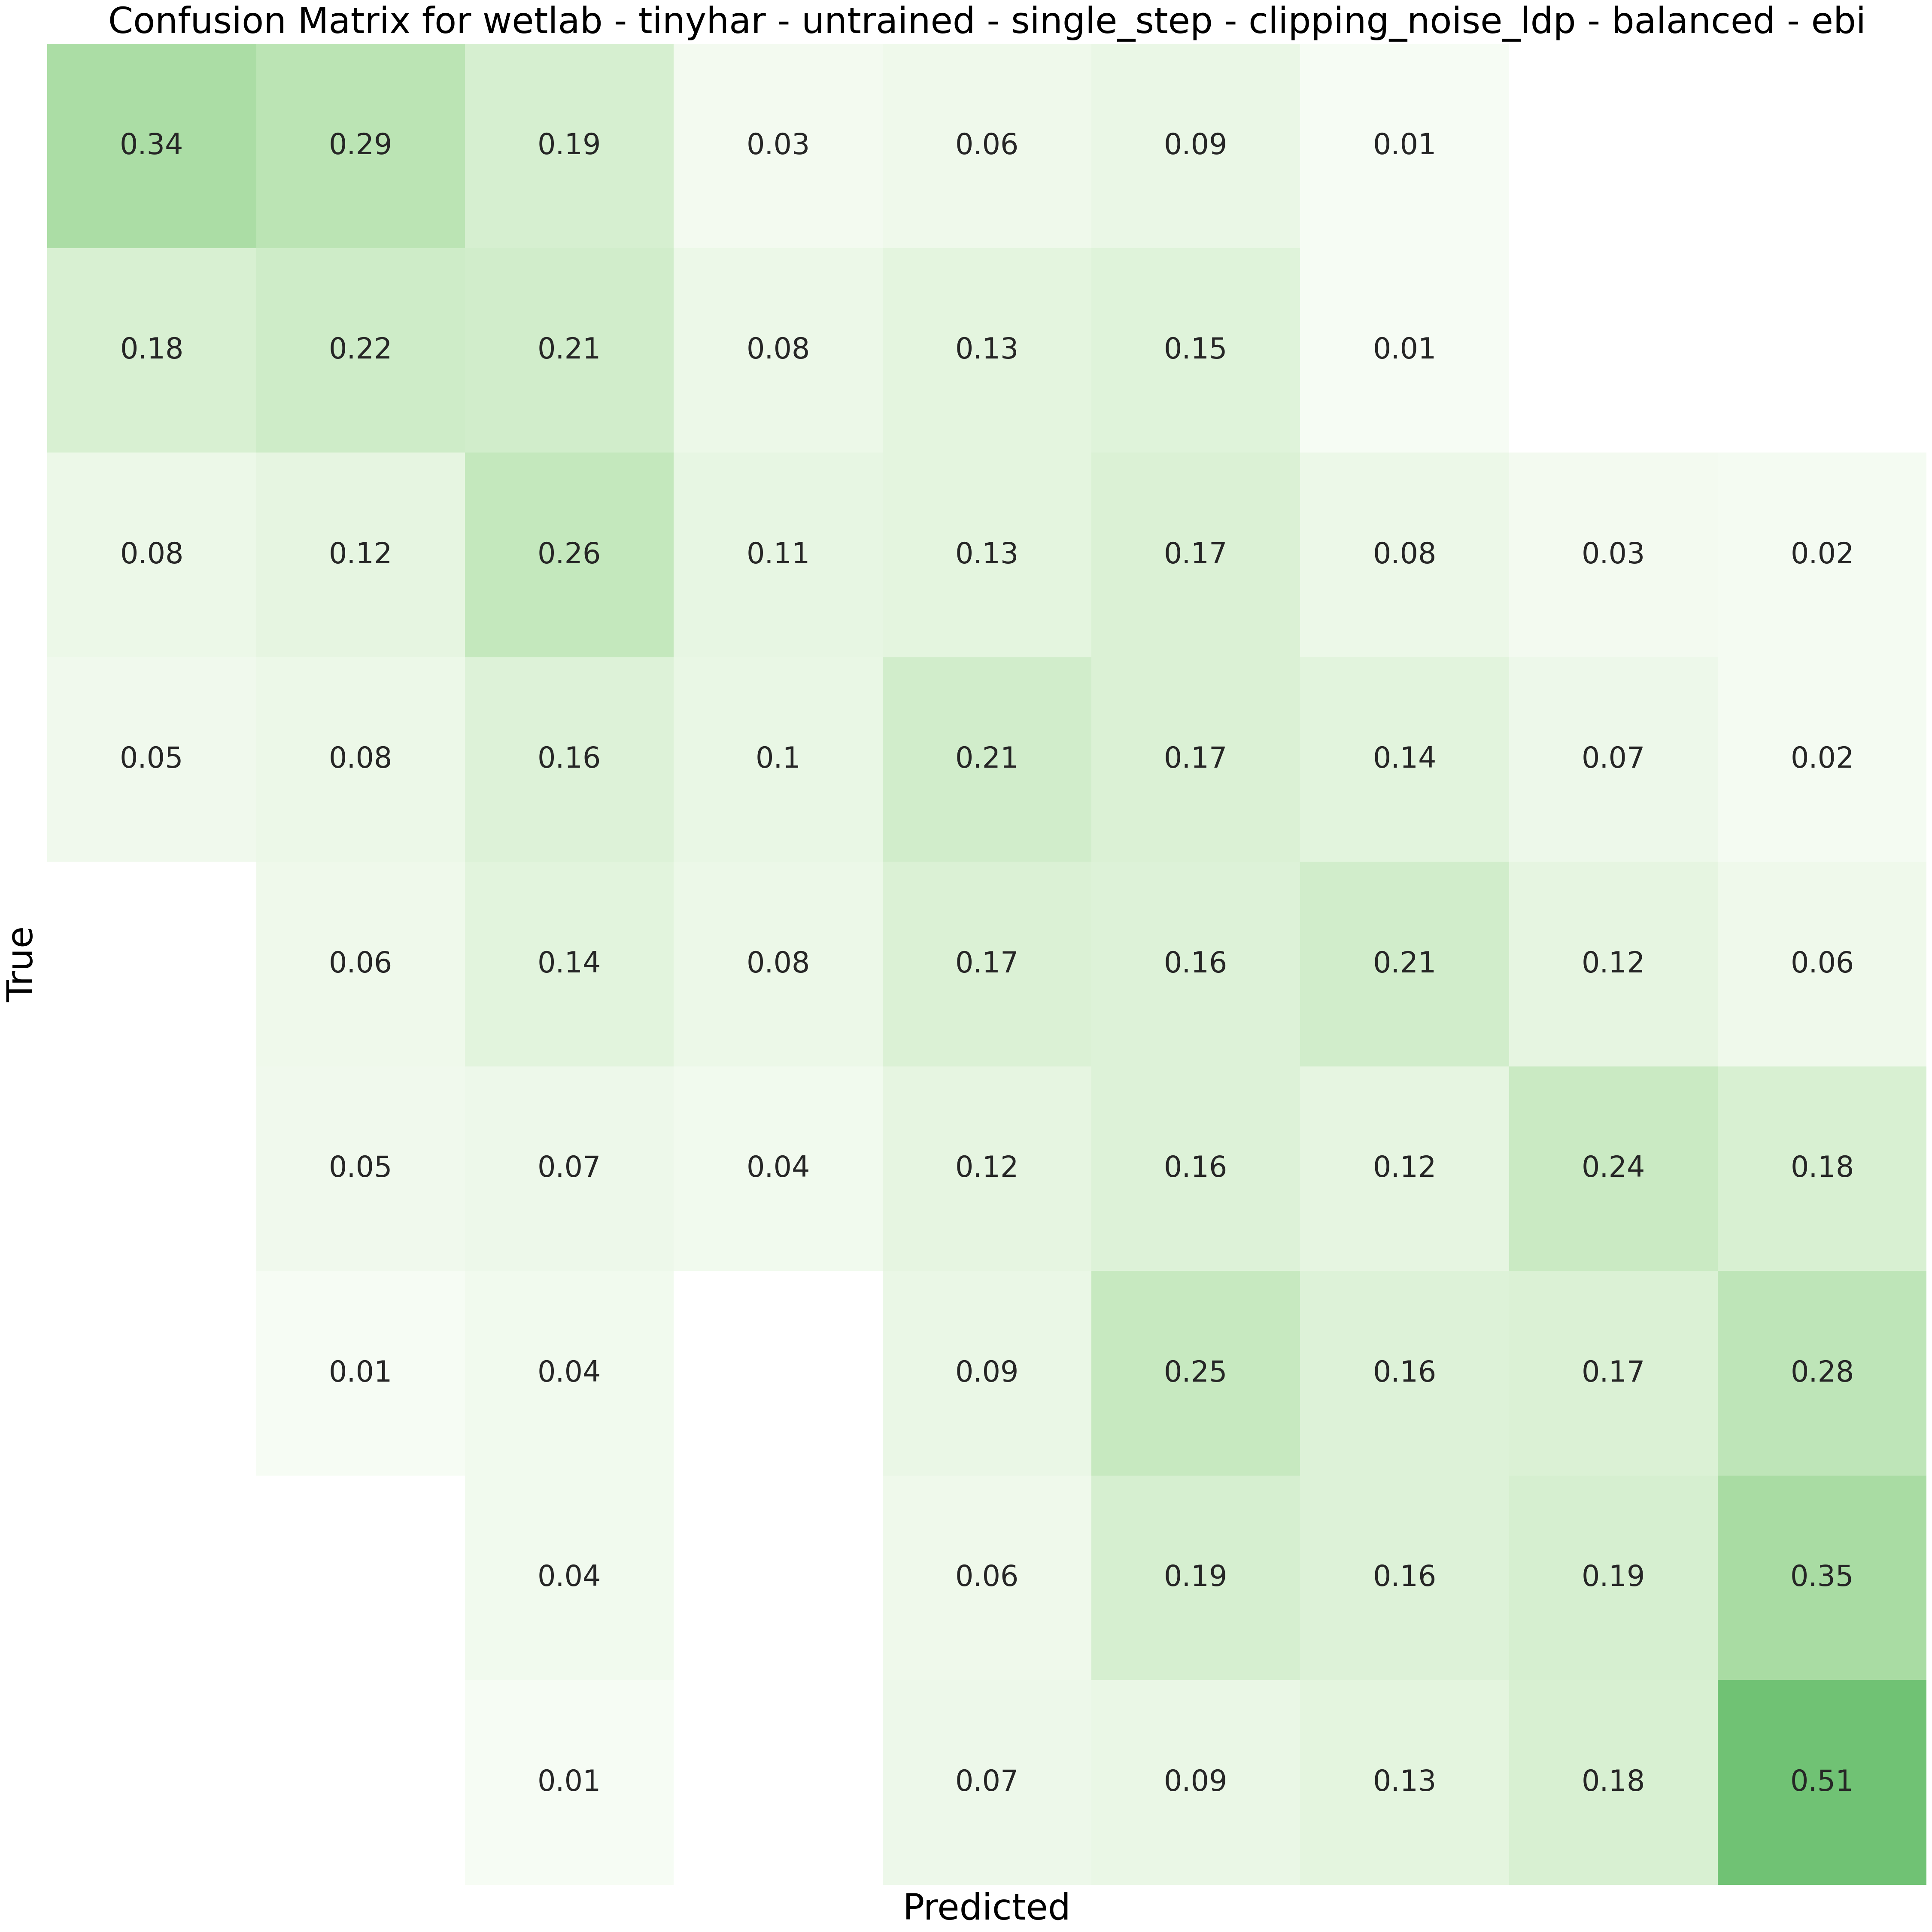 Confusion Matrix for wetlab - tinyhar - untrained - single_step - clipping_noise_ldp - balanced - ebi
0.34 0.29 0.19 0.03 0.06 0.09 0.01
0.18 0.22 0.21 0.08 0.13 0.15 0.01
0.08 0.12 0.26 0.11 0.13 0.17 0.08 0.03 0.02
0.05 0.08 0.16 0.1 0.21 0.17 0.14 0.07 0.02
0.06 0.14 0.08 0.17 0.16 0.21 0.12 0.06
True
0.05 0.07 0.04 0.12 0.16 0.12 0.24 0.18
0.01 0.04 0.09 0.25 0.16 0.17 0.28
0.04 0.06 0.19 0.16 0.19 0.35
0.01 0.07 0.09 0.13 0.18 0.51
Predicted